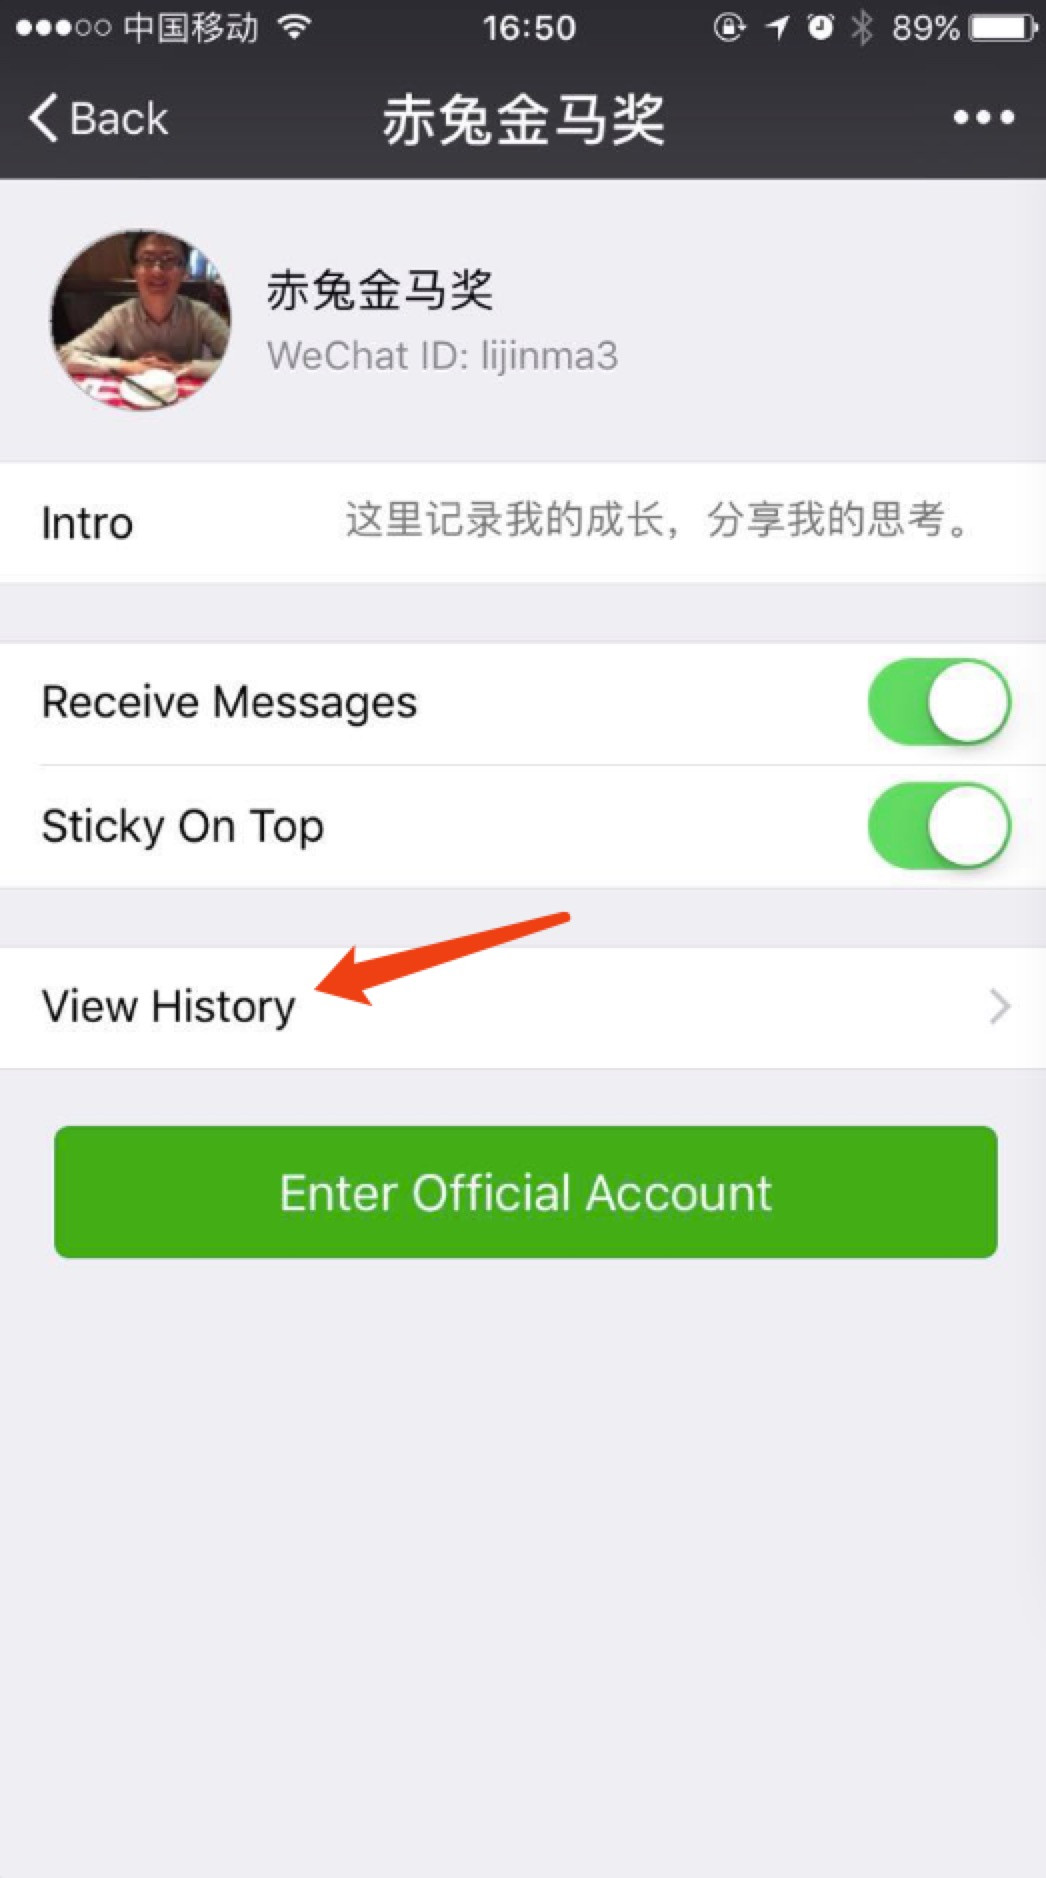 中国移动 16:50 89%
Back 赤兔金马奖
赤兔金马奖
WeChat ID: lijinma3
Intro 这里记录我的成长，分享我的思考。
Receive Messages
Sticky On Top
View History
Enter Official Account